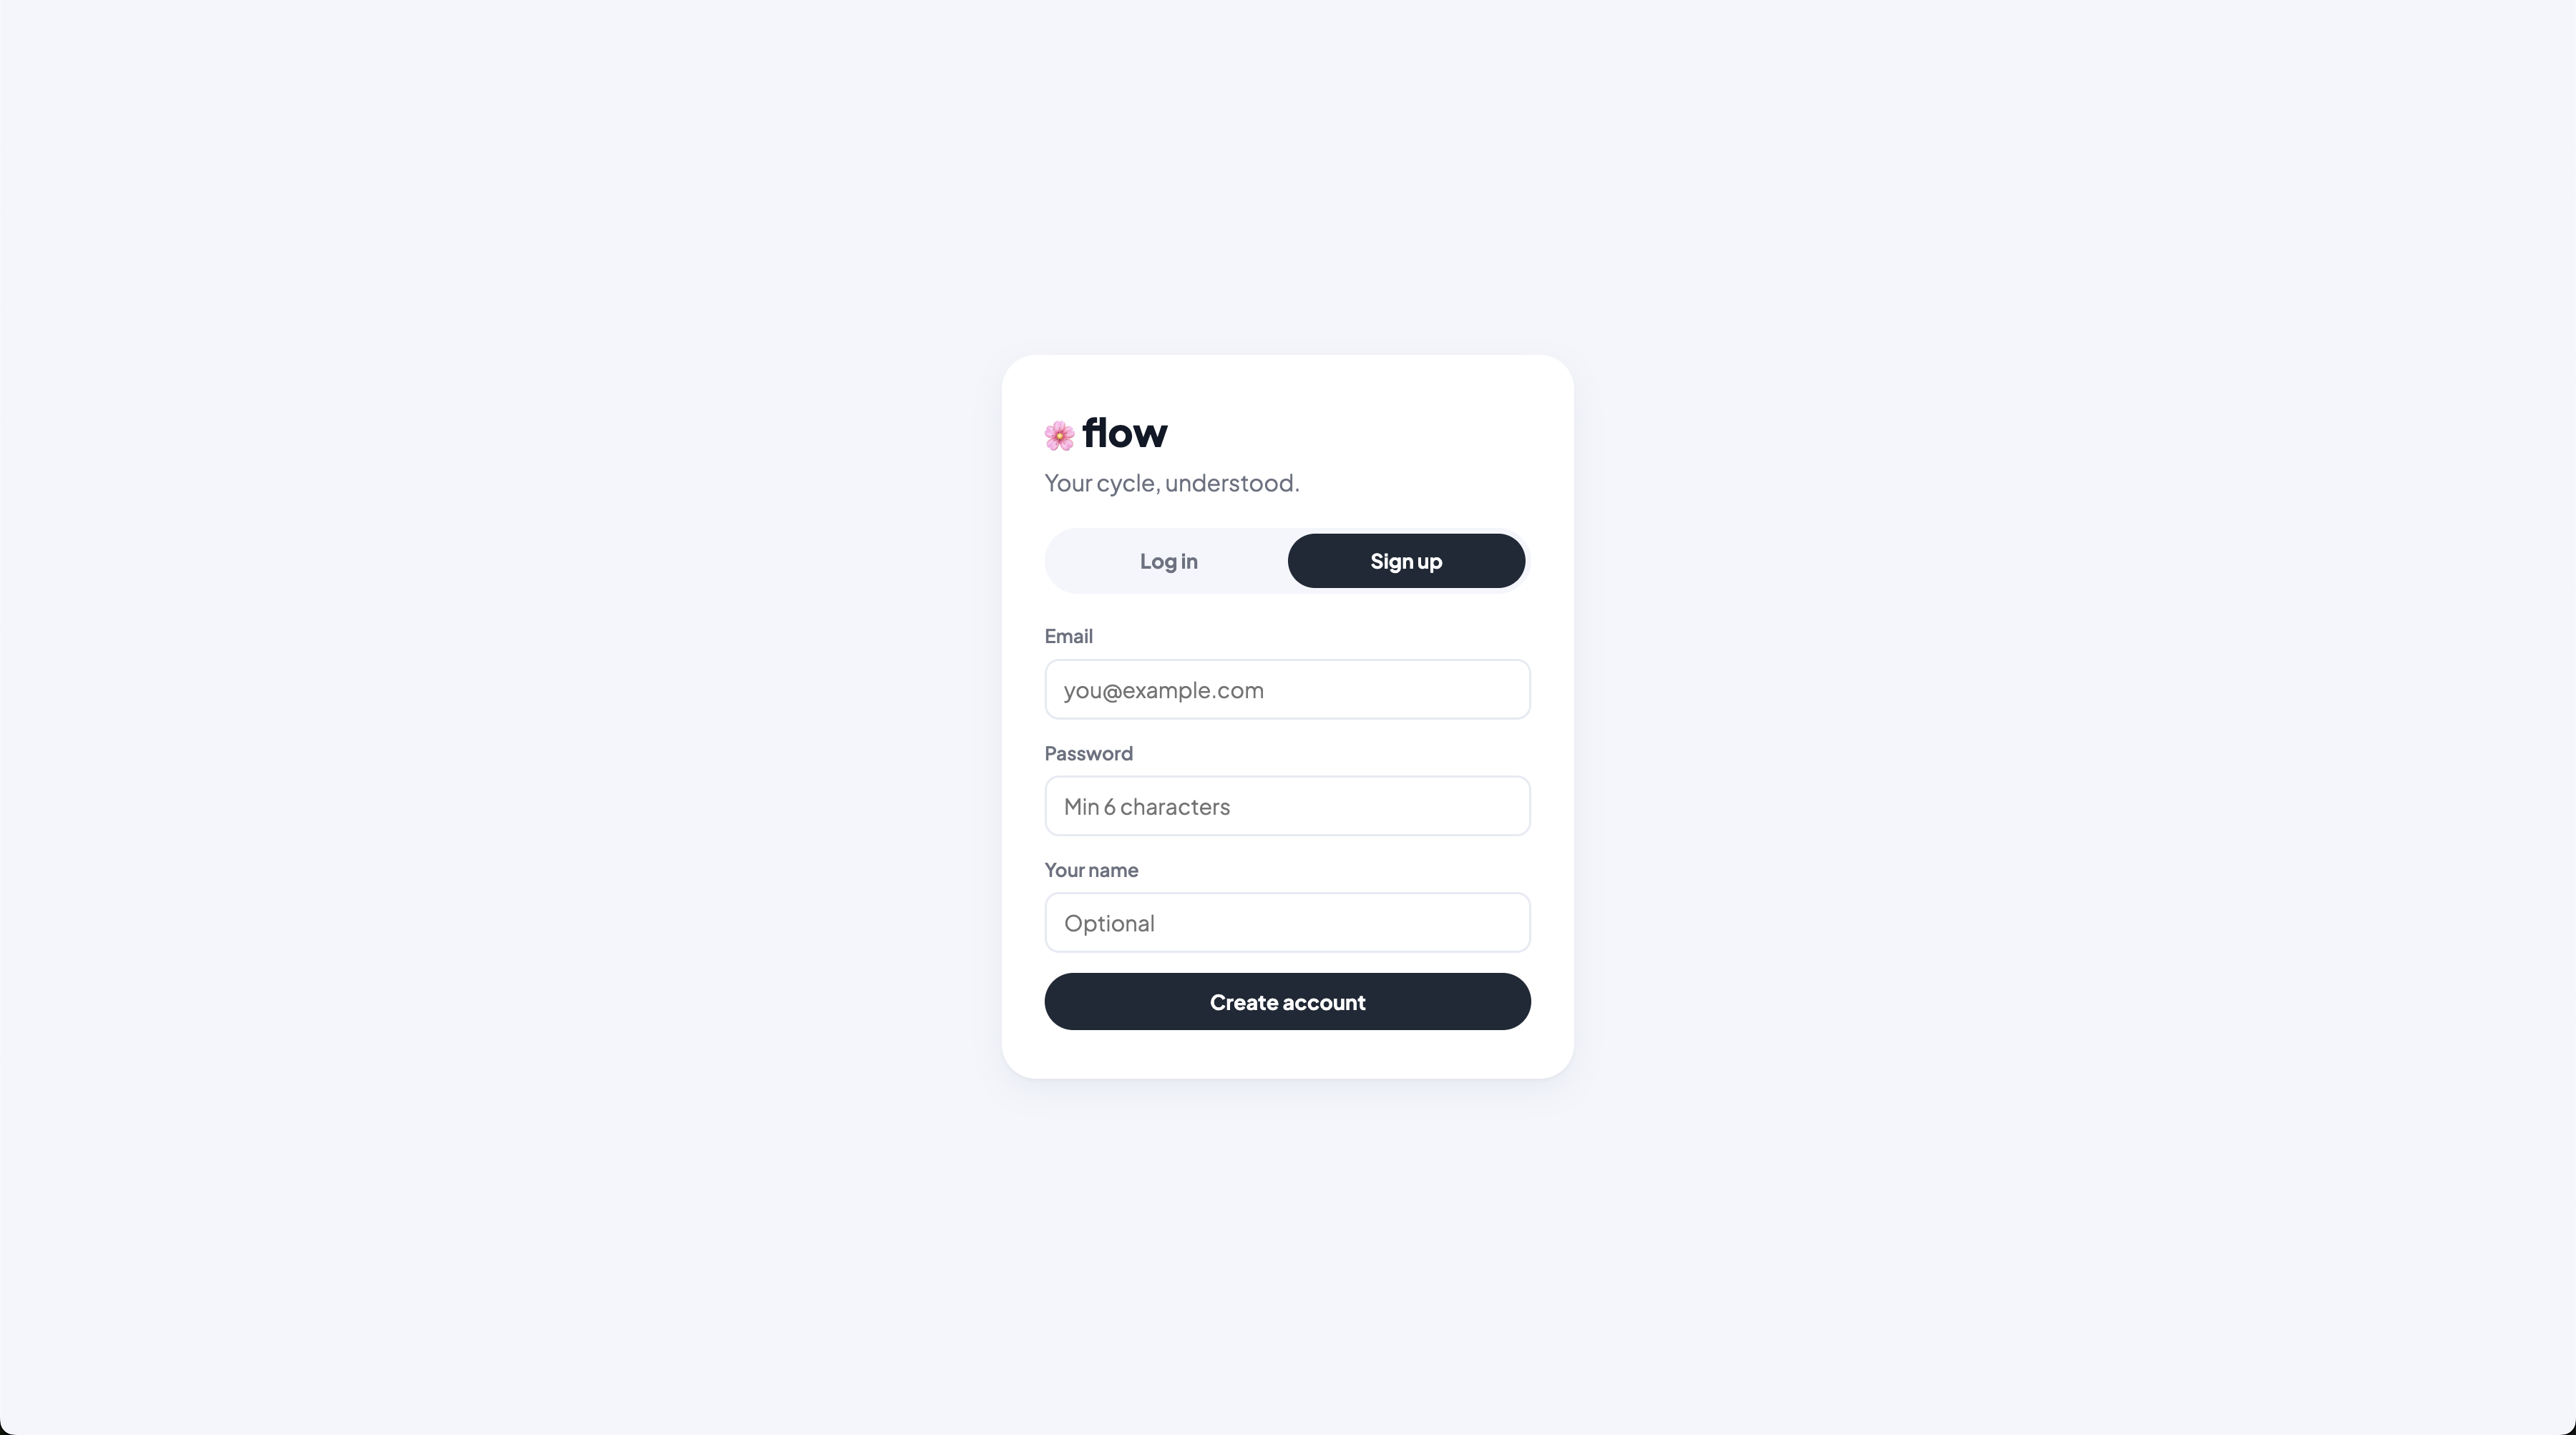 flow
Your cycle, understood.
Log in
Sign up
Email
you@example.com
Password
Min 6 characters
Your name
Optional
Create account